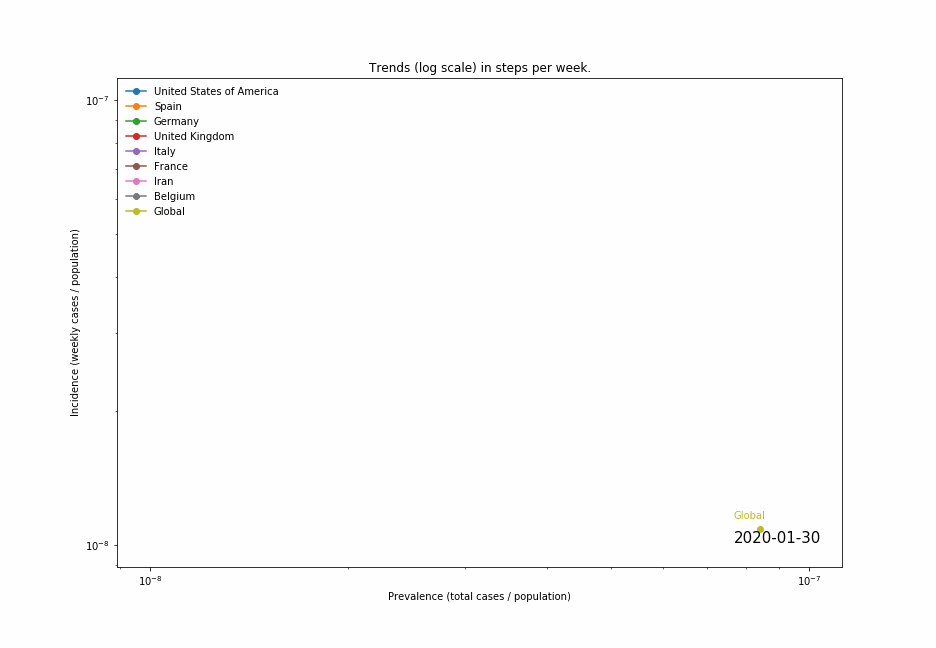 Trends (log scale) in steps per week.
10⁻⁷
United States of America
Spain
Germany
United Kingdom
Italy
France
Iran
Belgium
Global
Incidence (weekly cases / population)
Global
2020-01-30
10⁻⁸
10⁻⁸
10⁻⁷
Prevalence (total cases / population)